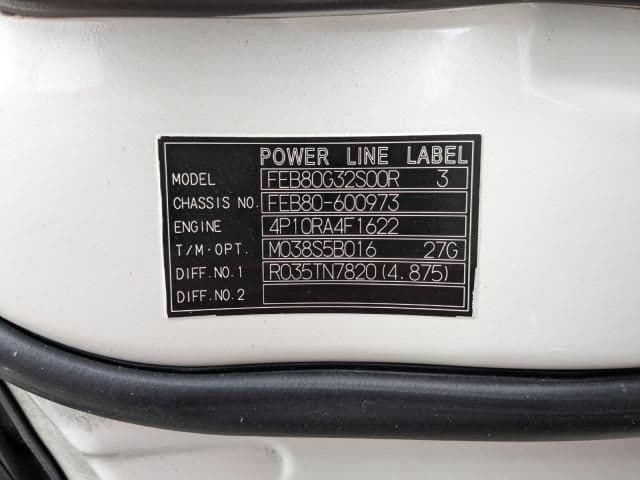 POWER LINE LABEL
MODEL FEB80G32S00R 3
CHASSIS NO. FEB80-600973
ENGINE 4P10RA4F1622
T/M·OPT. M038S5B016 27G
DIFF.NO.1 R035TN7820(4.875)
DIFF.NO.2